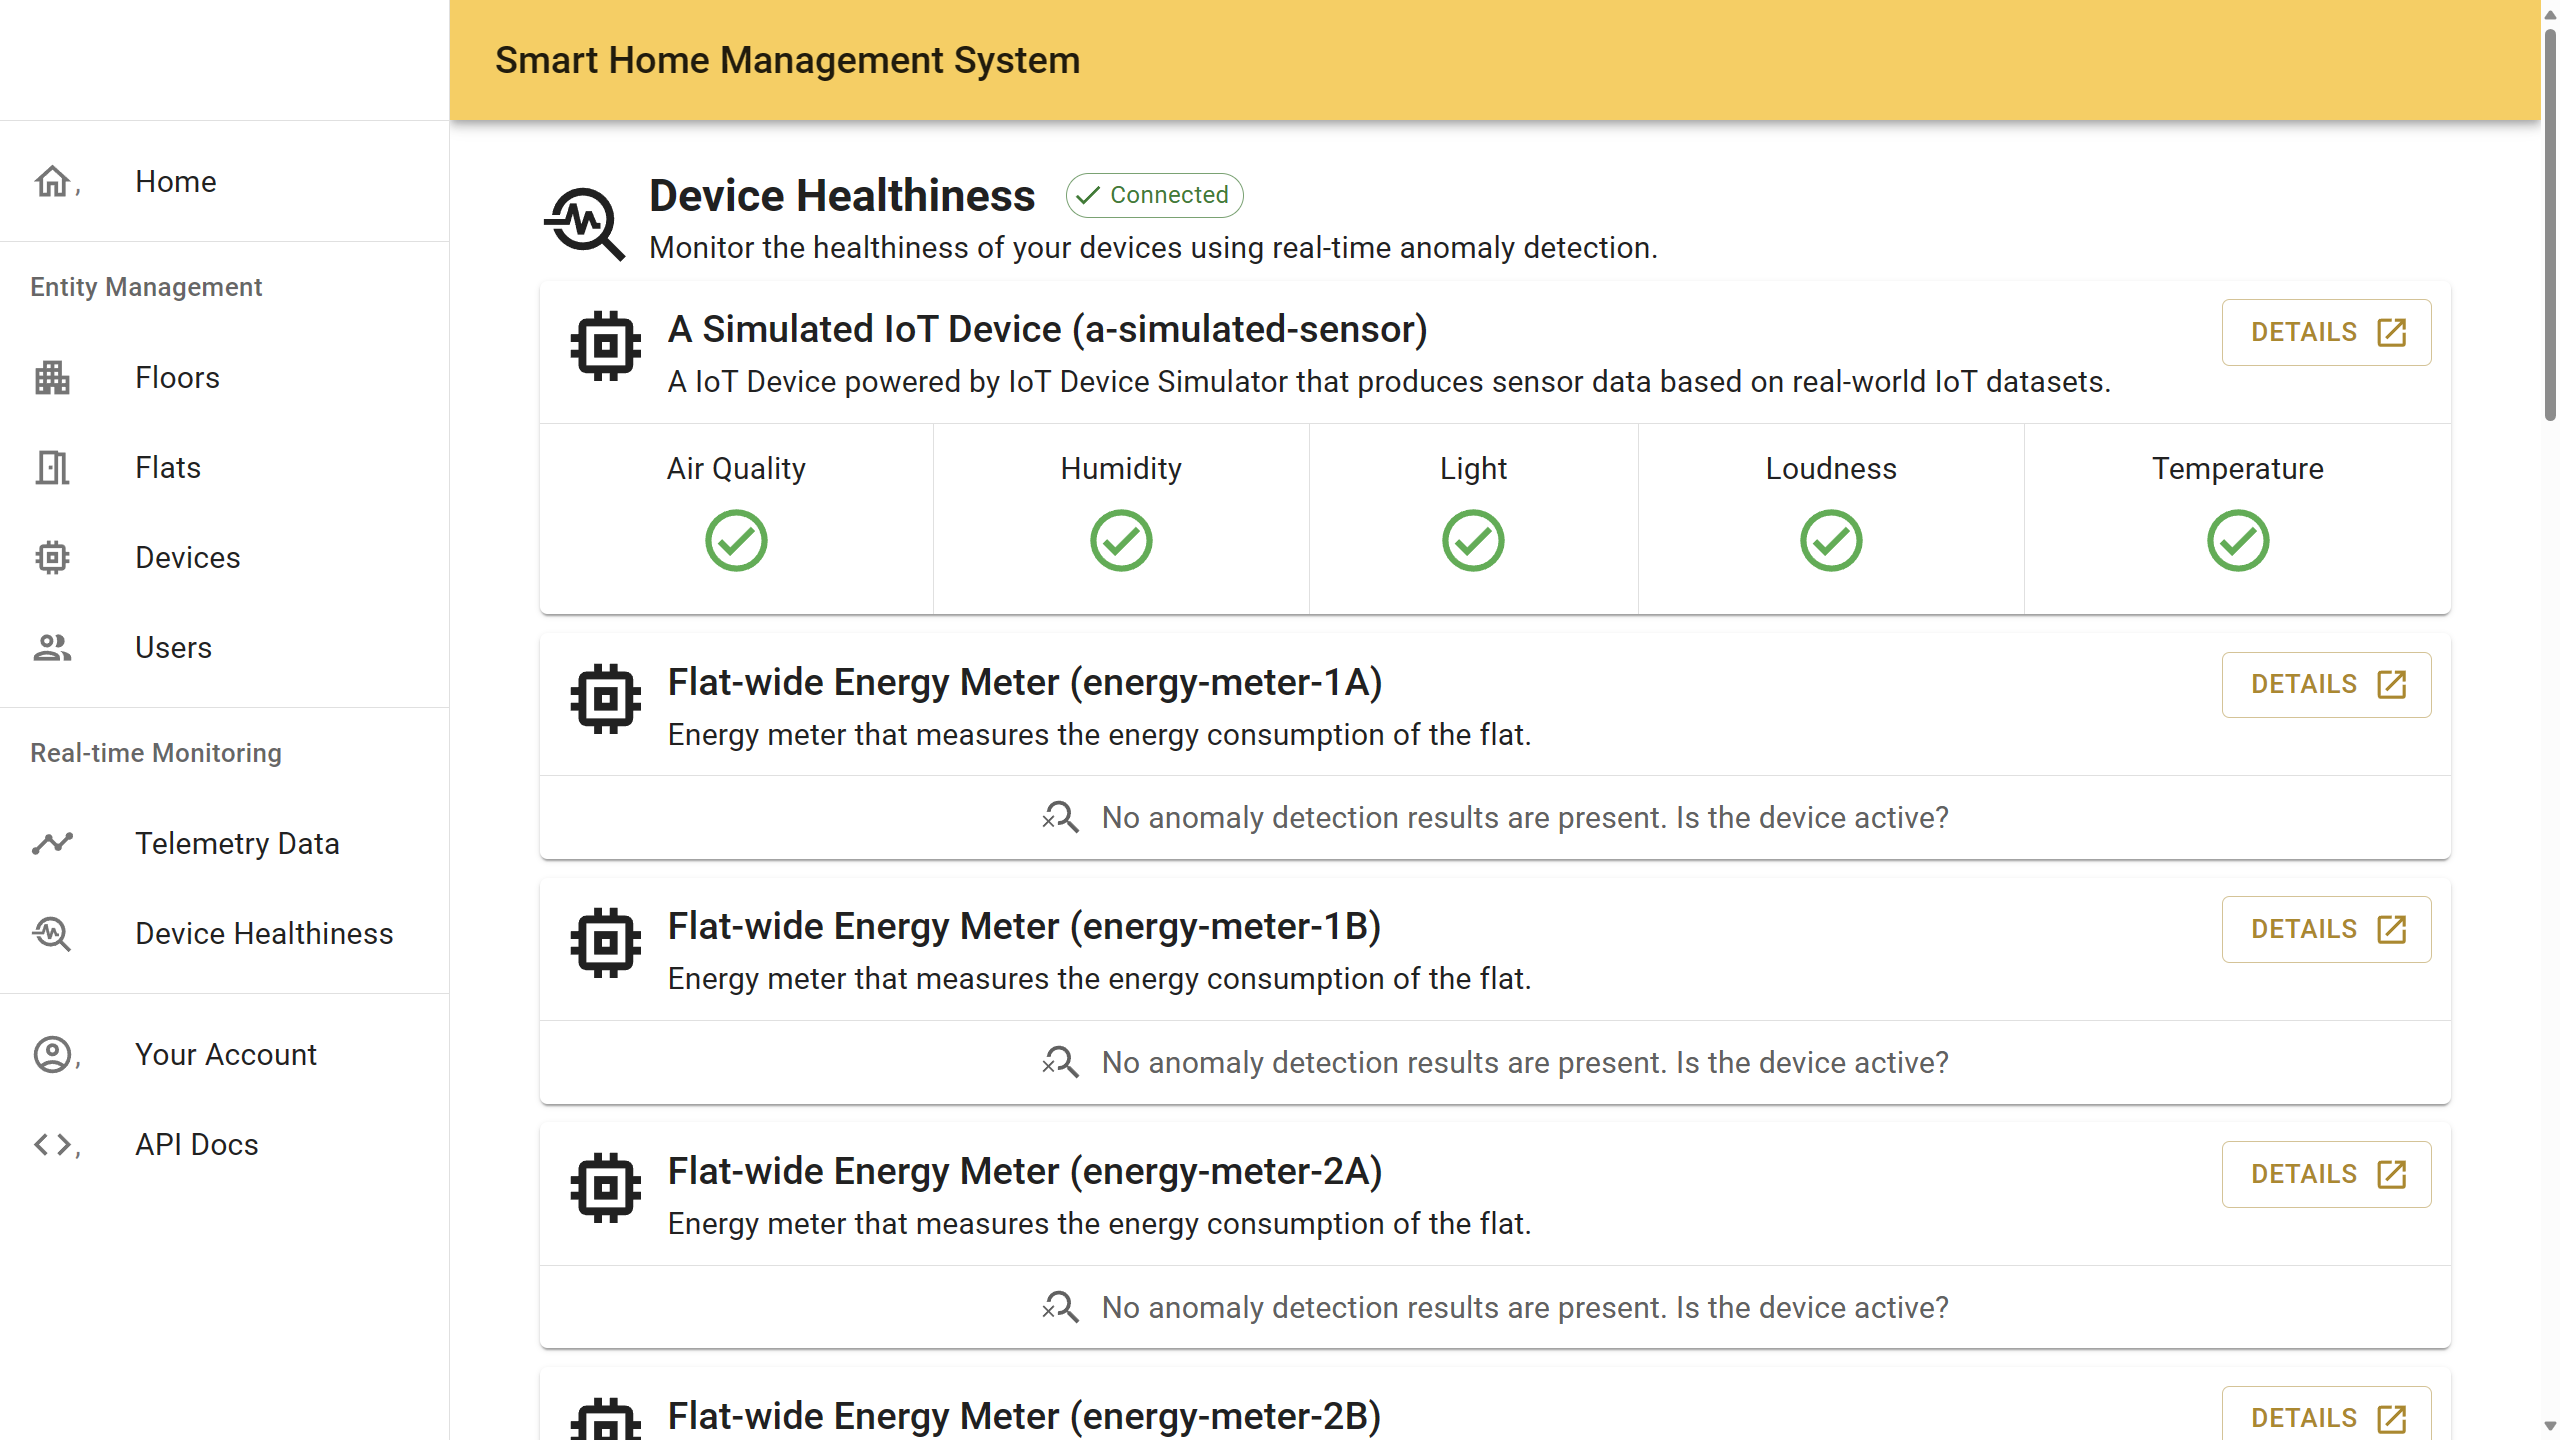 Smart Home Management System
Home
Entity Management
Floors
Flats
Devices
Users
Real-time Monitoring
Telemetry Data
Device Healthiness
Your Account
API Docs
Device Healthiness
Connected
Monitor the healthiness of your devices using real-time anomaly detection.
A Simulated IoT Device (a-simulated-sensor)
DETAILS
A IoT Device powered by IoT Device Simulator that produces sensor data based on real-world IoT datasets.
Air Quality
Humidity
Light
Loudness
Temperature
Flat-wide Energy Meter (energy-meter-1A)
DETAILS
Energy meter that measures the energy consumption of the flat.
No anomaly detection results are present. Is the device active?
Flat-wide Energy Meter (energy-meter-1B)
DETAILS
Energy meter that measures the energy consumption of the flat.
No anomaly detection results are present. Is the device active?
Flat-wide Energy Meter (energy-meter-2A)
DETAILS
Energy meter that measures the energy consumption of the flat.
No anomaly detection results are present. Is the device active?
Flat-wide Energy Meter (energy-meter-2B)
DETAILS